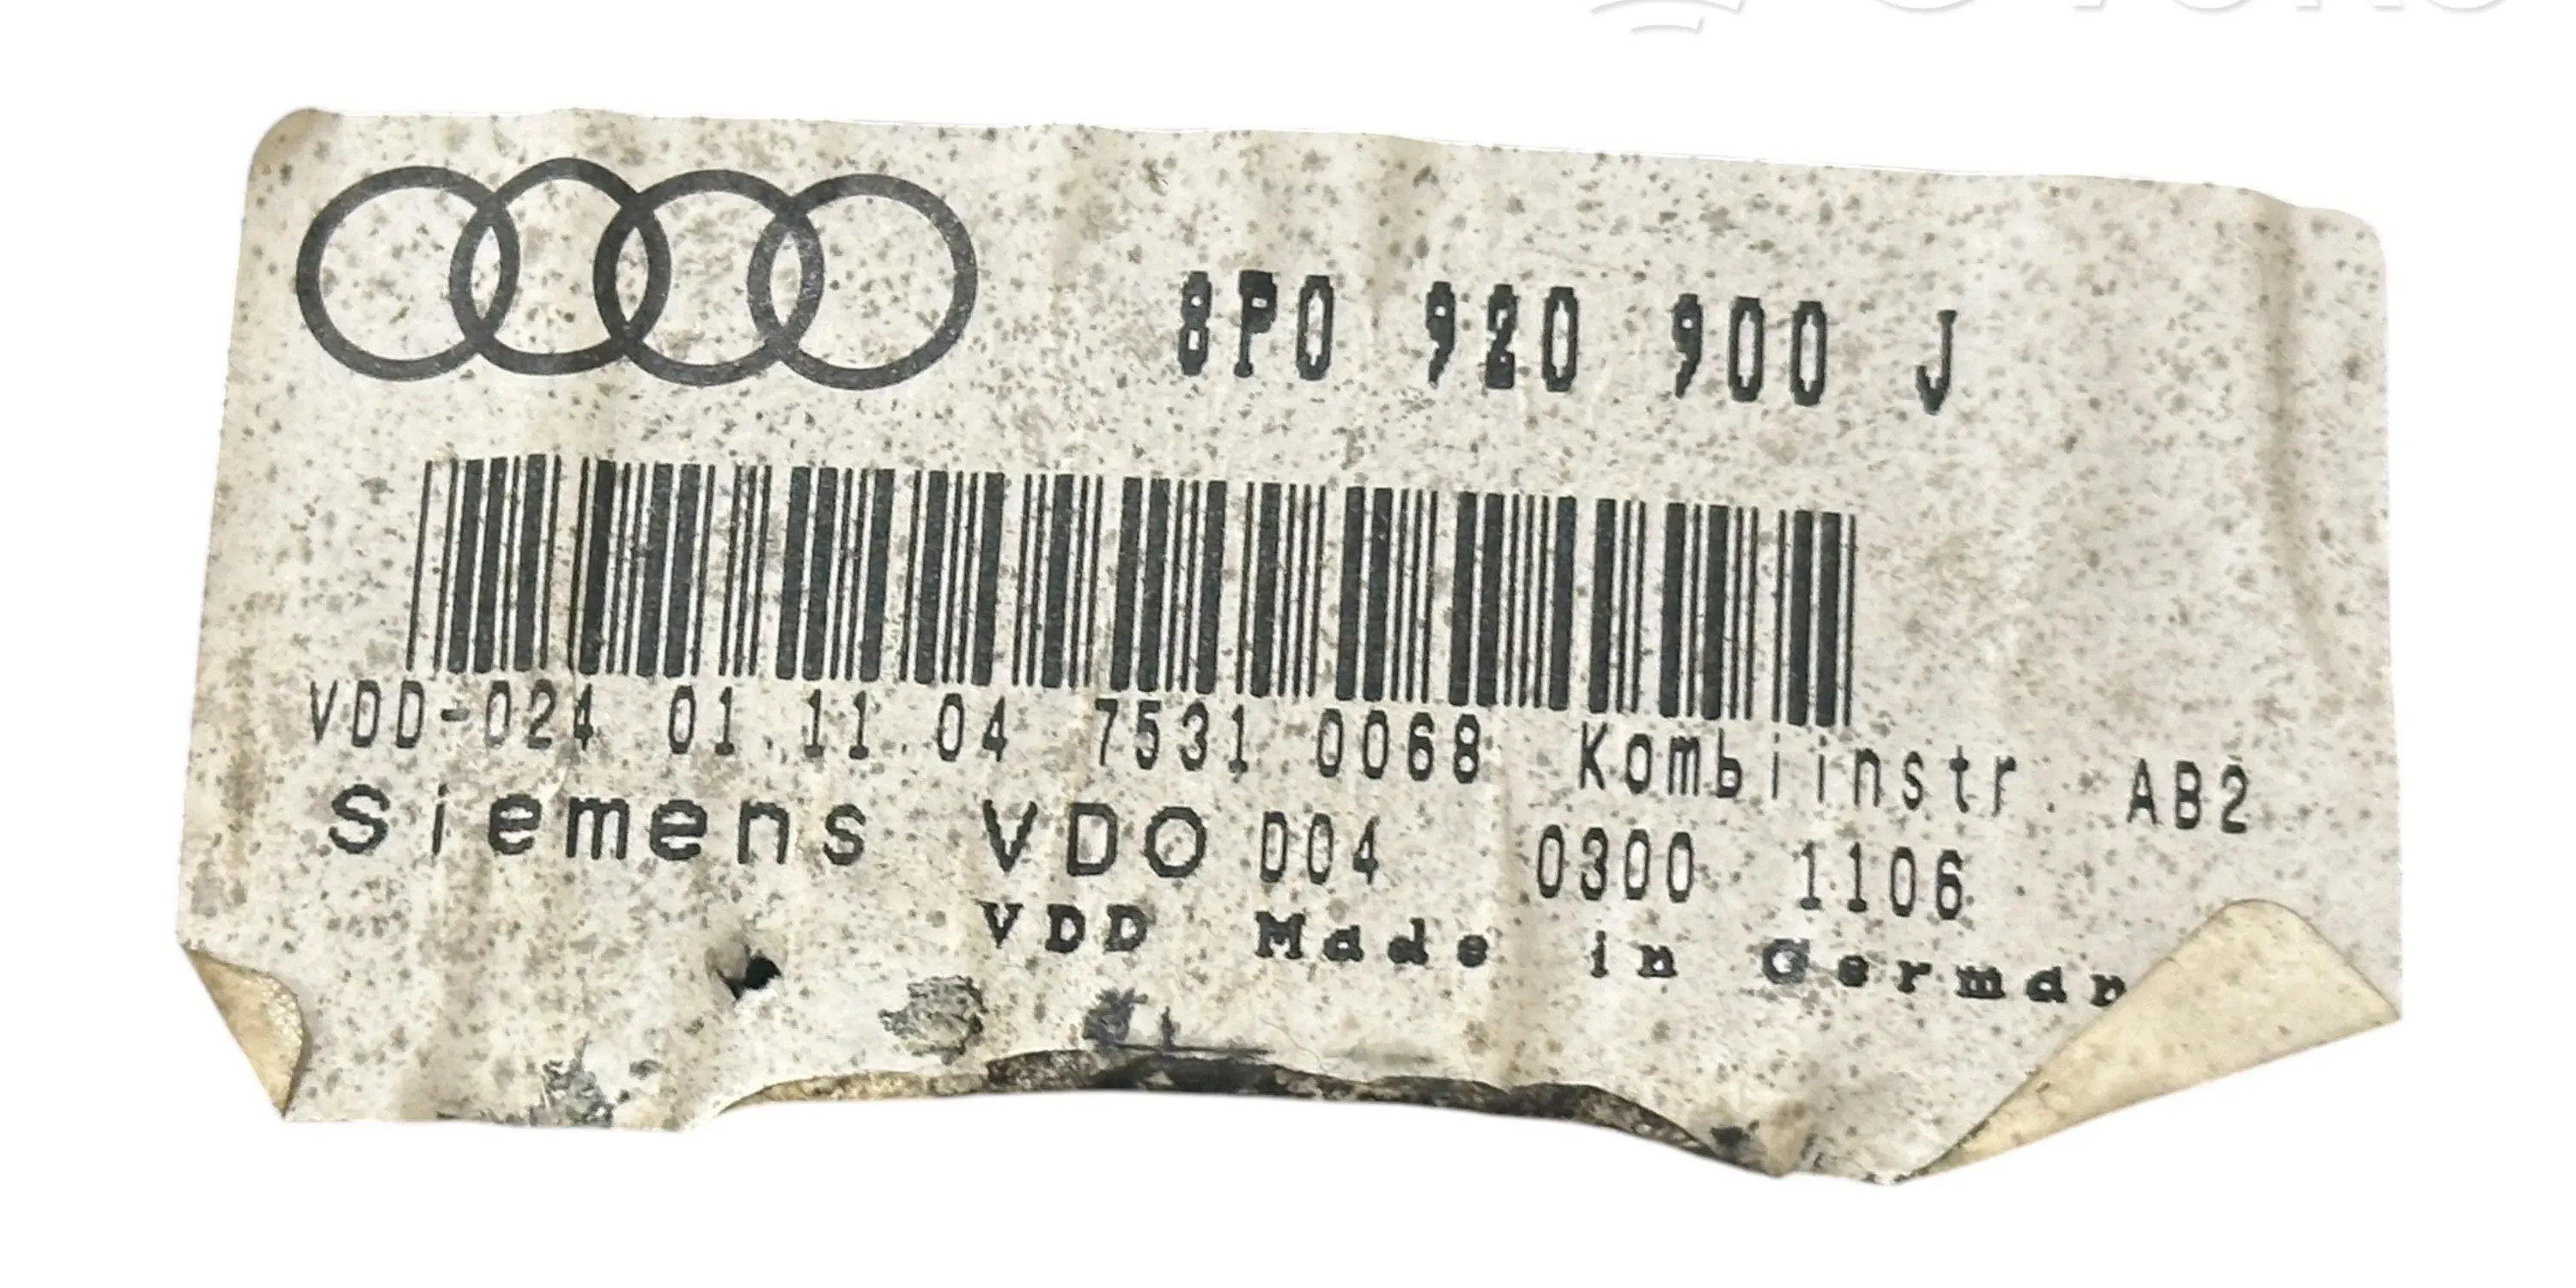 8P0 920 900 J
VDD-024 01.11.04 7531 0068 Kombiinstr. AB2
Siemens VDO D04 0300 1106
VDD Made in German